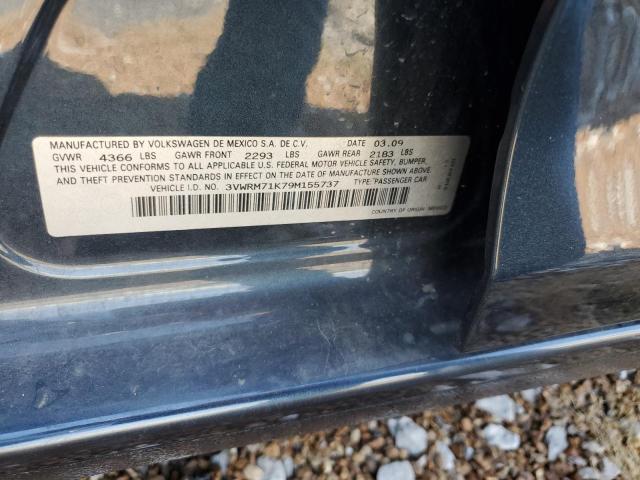 MANUFACTURED BY VOLKSWAGEN DE MEXICO S.A. DE C.V. DATE 03.09
GVWR 4366 LBS GAWR FRONT 2293 LBS GAWR REAR 2183 LBS
THIS VEHICLE CONFORMS TO ALL APPLICABLE U.S. FEDERAL MOTOR VEHICLE SAFETY, BUMPER,
THEFT PREVENTION STANDARDS IN EFFECT ON THE DATE OF MANUFACTURE SHOWN ABOVE.
VEHICLE I.D. NO. 3VWRM71K79M155737 TYPE: PASSENGER CAR
COUNTRY OF ORIGIN: MEXICO